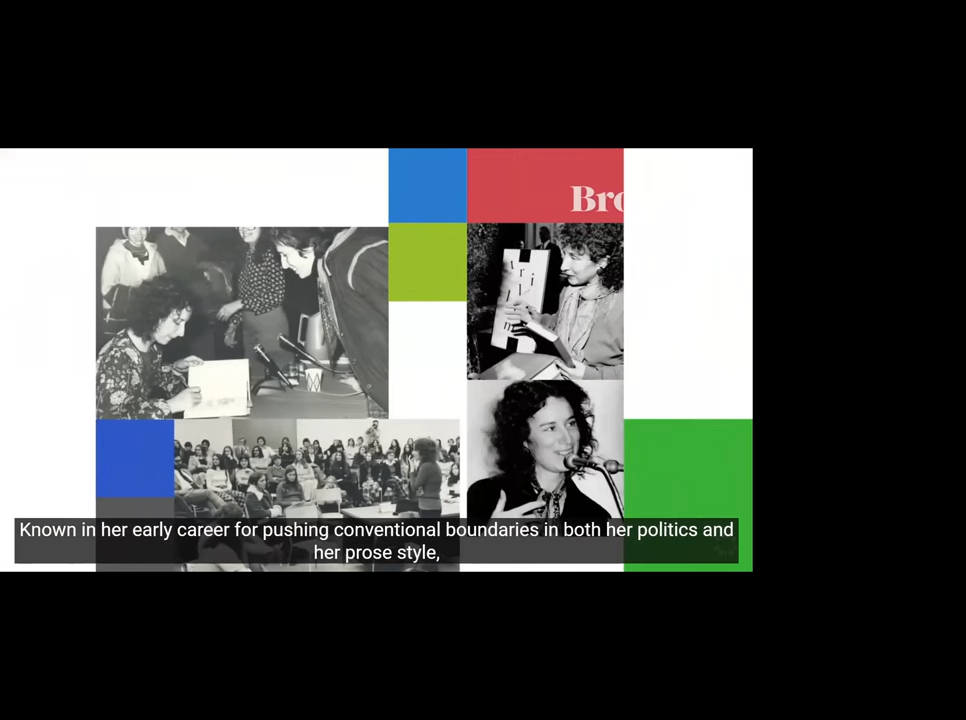 Bro
Known in her early career for pushing conventional boundaries in both her politics and
her prose style,